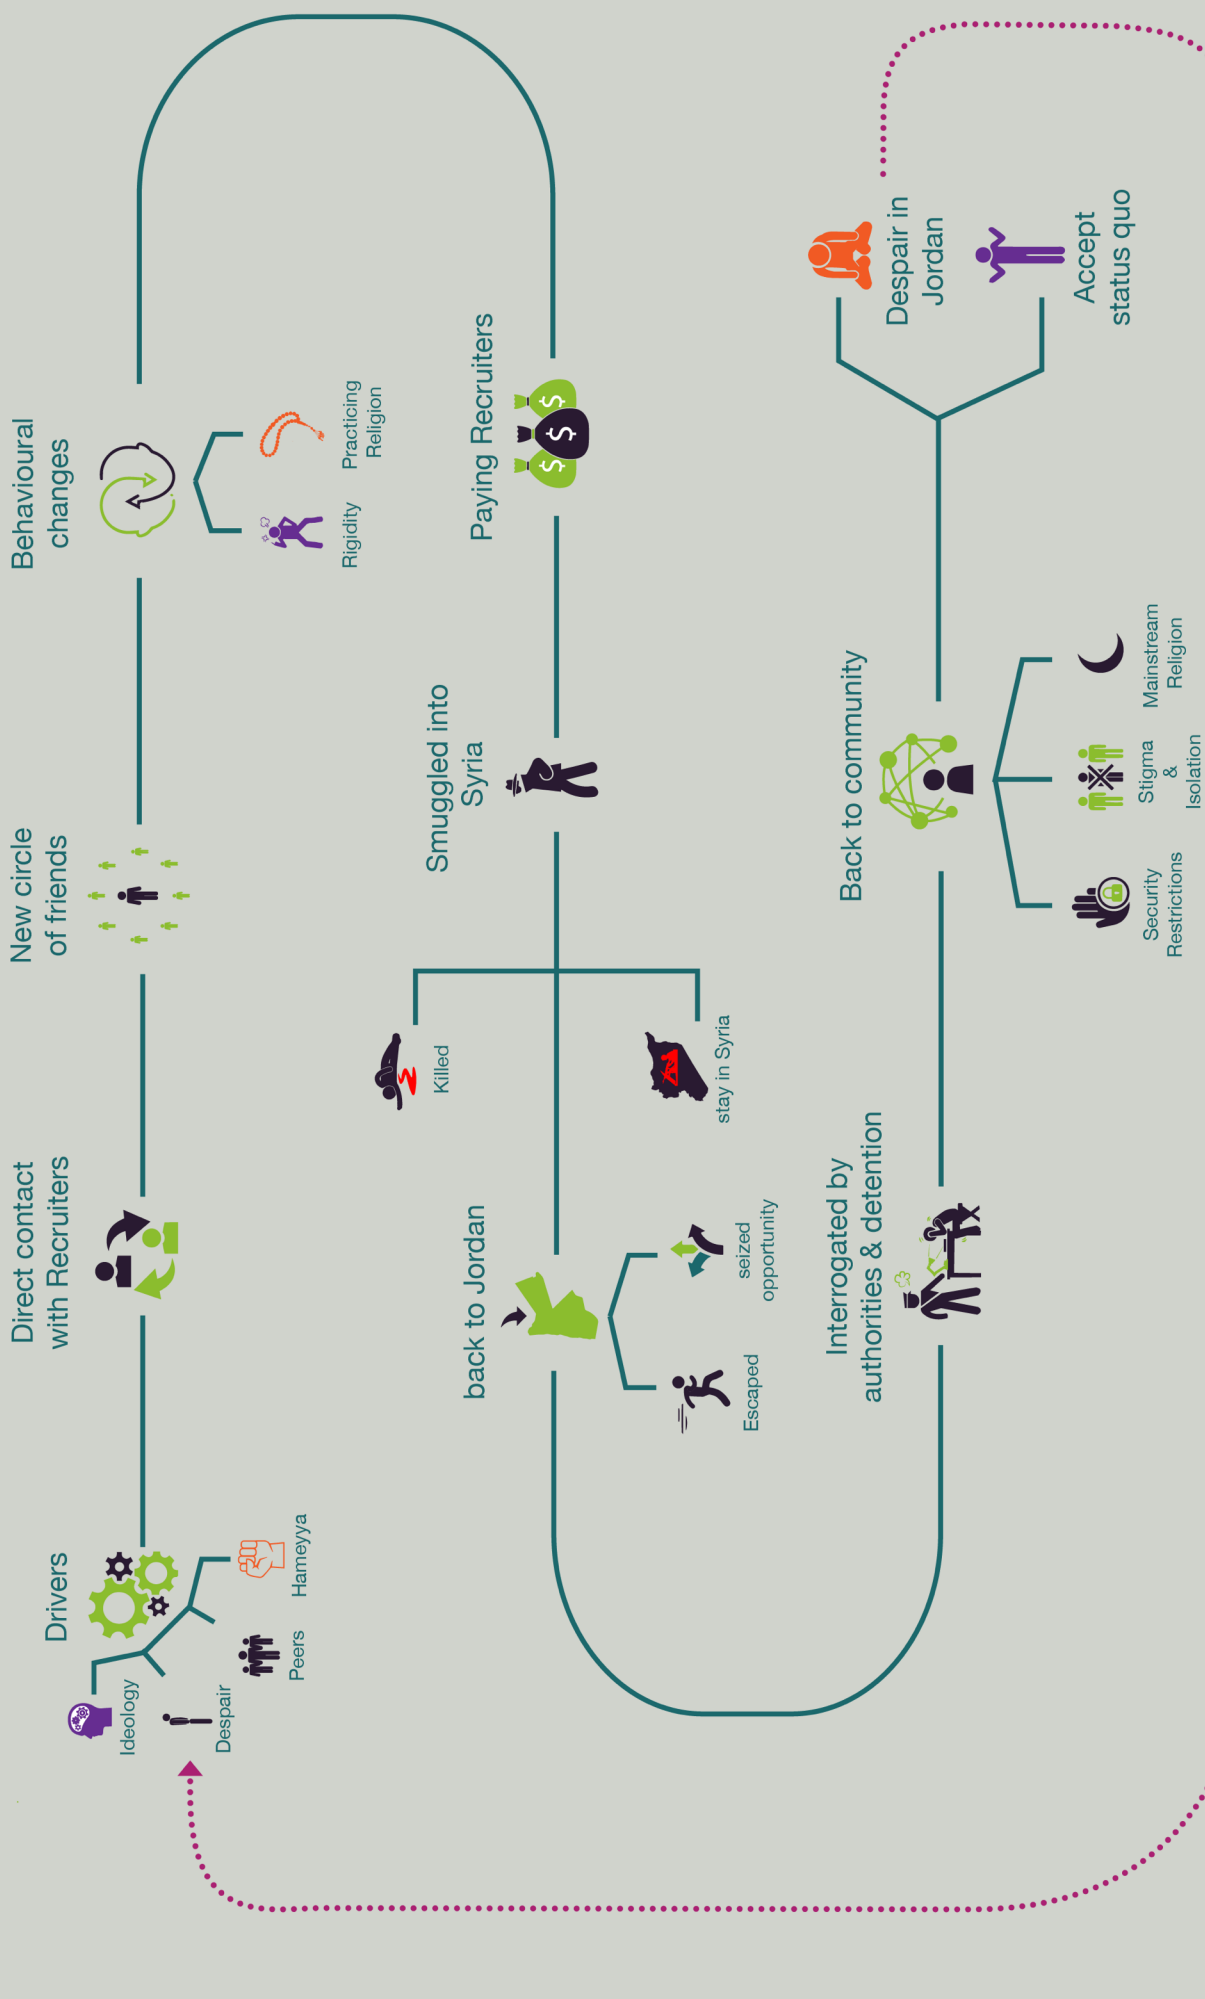 Drivers
Ideology
Despair
Peers
Hameyya
Direct contact
with Recruiters
New circle
of friends
Behavioural
changes
Rigidity
Practicing
Religion
Paying Recruiters
$
$
$
Smuggled into
Syria
Killed
stay in Syria
back to Jordan
Escaped
seized
opportunity
Interrogated by
authorities & detention
Back to community
Security
Restrictions
Stigma
&
Isolation
Mainstream
Religion
Despair in
Jordan
Accept
status quo